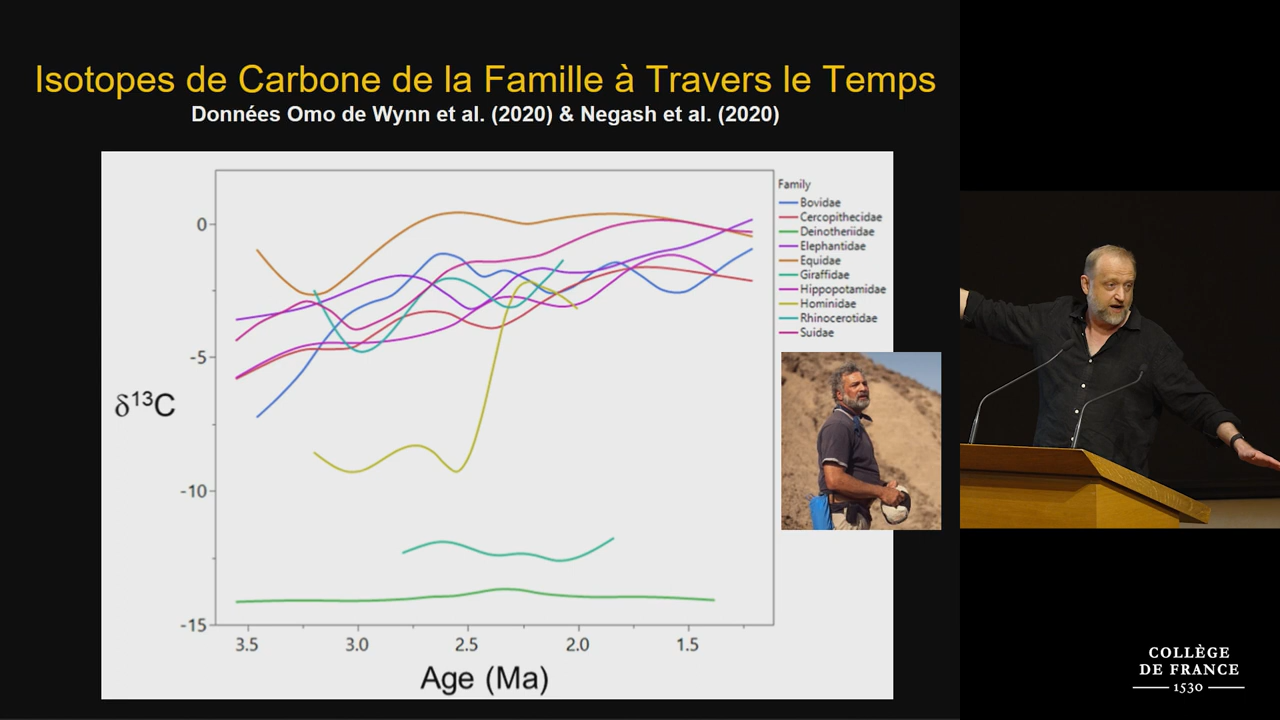 Isotopes de Carbone de la Famille à Travers le Temps
Données Omo de Wynn et al. (2020) & Negash et al. (2020)
Family
Bovidae
Cercopithecidae
Deinotheriidae
Elephantidae
Equidae
Giraffidae
Hippopotamidae
Hominidae
Rhinocerotidae
Suidae
0
-5
-10
-15
δ13C
3.5 3.0 2.5 2.0 1.5
Age (Ma)
COLLÈGE
DE FRANCE
1530